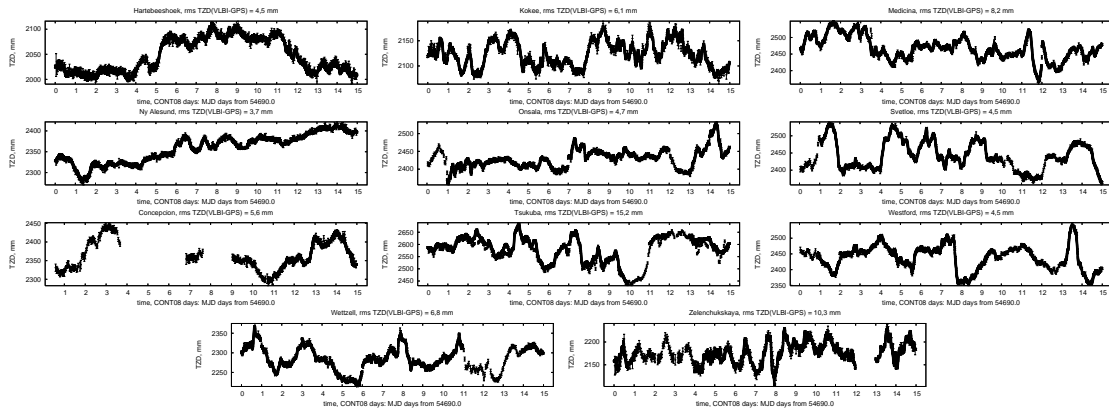 Hartebeeshoek, rms TZD(VLBI-GPS) = 4,5 mm
TZD, mm
2100
2050
2000
0 1 2 3 4 5 6 7 8 9 10 11 12 13 14 15
time, CONT08 days: MJD days from 54690.0
Kokee, rms TZD(VLBI-GPS) = 6,1 mm
TZD, mm
2150
2100
0 1 2 3 4 5 6 7 8 9 10 11 12 13 14 15
time, CONT08 days: MJD days from 54690.0
Medicina, rms TZD(VLBI-GPS) = 8,2 mm
TZD, mm
2500
2450
2400
0 1 2 3 4 5 6 7 8 9 10 11 12 13 14 15
time, CONT08 days: MJD days from 54690.0
Ny Alesund, rms TZD(VLBI-GPS) = 3,7 mm
TZD, mm
2400
2350
2300
0 1 2 3 4 5 6 7 8 9 10 11 12 13 14 15
time, CONT08 days: MJD days from 54690.0
Onsala, rms TZD(VLBI-GPS) = 4,7 mm
TZD, mm
2500
2450
2400
0 1 2 3 4 5 6 7 8 9 10 11 12 13 14 15
time, CONT08 days: MJD days from 54690.0
Svetloe, rms TZD(VLBI-GPS) = 4,5 mm
TZD, mm
2500
2450
2400
0 1 2 3 4 5 6 7 8 9 10 11 12 13 14 15
time, CONT08 days: MJD days from 54690.0
Concepcion, rms TZD(VLBI-GPS) = 5,6 mm
TZD, mm
2450
2400
2350
2300
1 2 3 4 5 6 7 8 9 10 11 12 13 14 15
time, CONT08 days: MJD days from 54690.0
Tsukuba, rms TZD(VLBI-GPS) = 15,2 mm
TZD, mm
2650
2600
2550
2500
2450
0 1 2 3 4 5 6 7 8 9 10 11 12 13 14 15
time, CONT08 days: MJD days from 54690.0
Westford, rms TZD(VLBI-GPS) = 4,5 mm
TZD, mm
2500
2450
2400
2350
0 1 2 3 4 5 6 7 8 9 10 11 12 13 14 15
time, CONT08 days: MJD days from 54690.0
Wettzell, rms TZD(VLBI-GPS) = 6,8 mm
TZD, mm
2350
2300
2250
0 1 2 3 4 5 6 7 8 9 10 11 12 13 14 15
time, CONT08 days: MJD days from 54690.0
Zelenchukskaya, rms TZD(VLBI-GPS) = 10,3 mm
TZD, mm
2200
2150
0 1 2 3 4 5 6 7 8 9 10 11 12 13 14 15
time, CONT08 days: MJD days from 54690.0